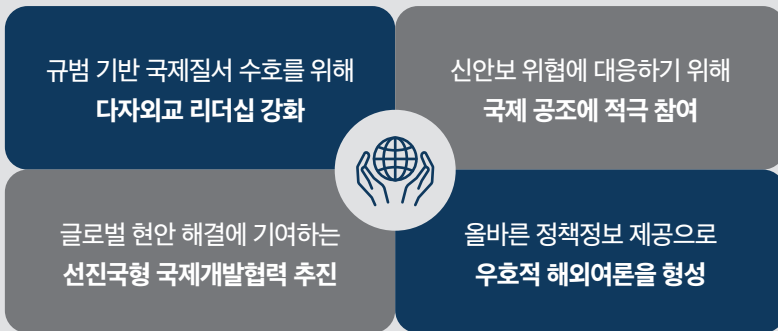 규범 기반 국제질서 수호를 위해
다자외교 리더십 강화
신안보 위협에 대응하기 위해
국제 공조에 적극 참여
글로벌 현안 해결에 기여하는
선진국형 국제개발협력 추진
올바른 정책정보 제공으로
우호적 해외여론을 형성